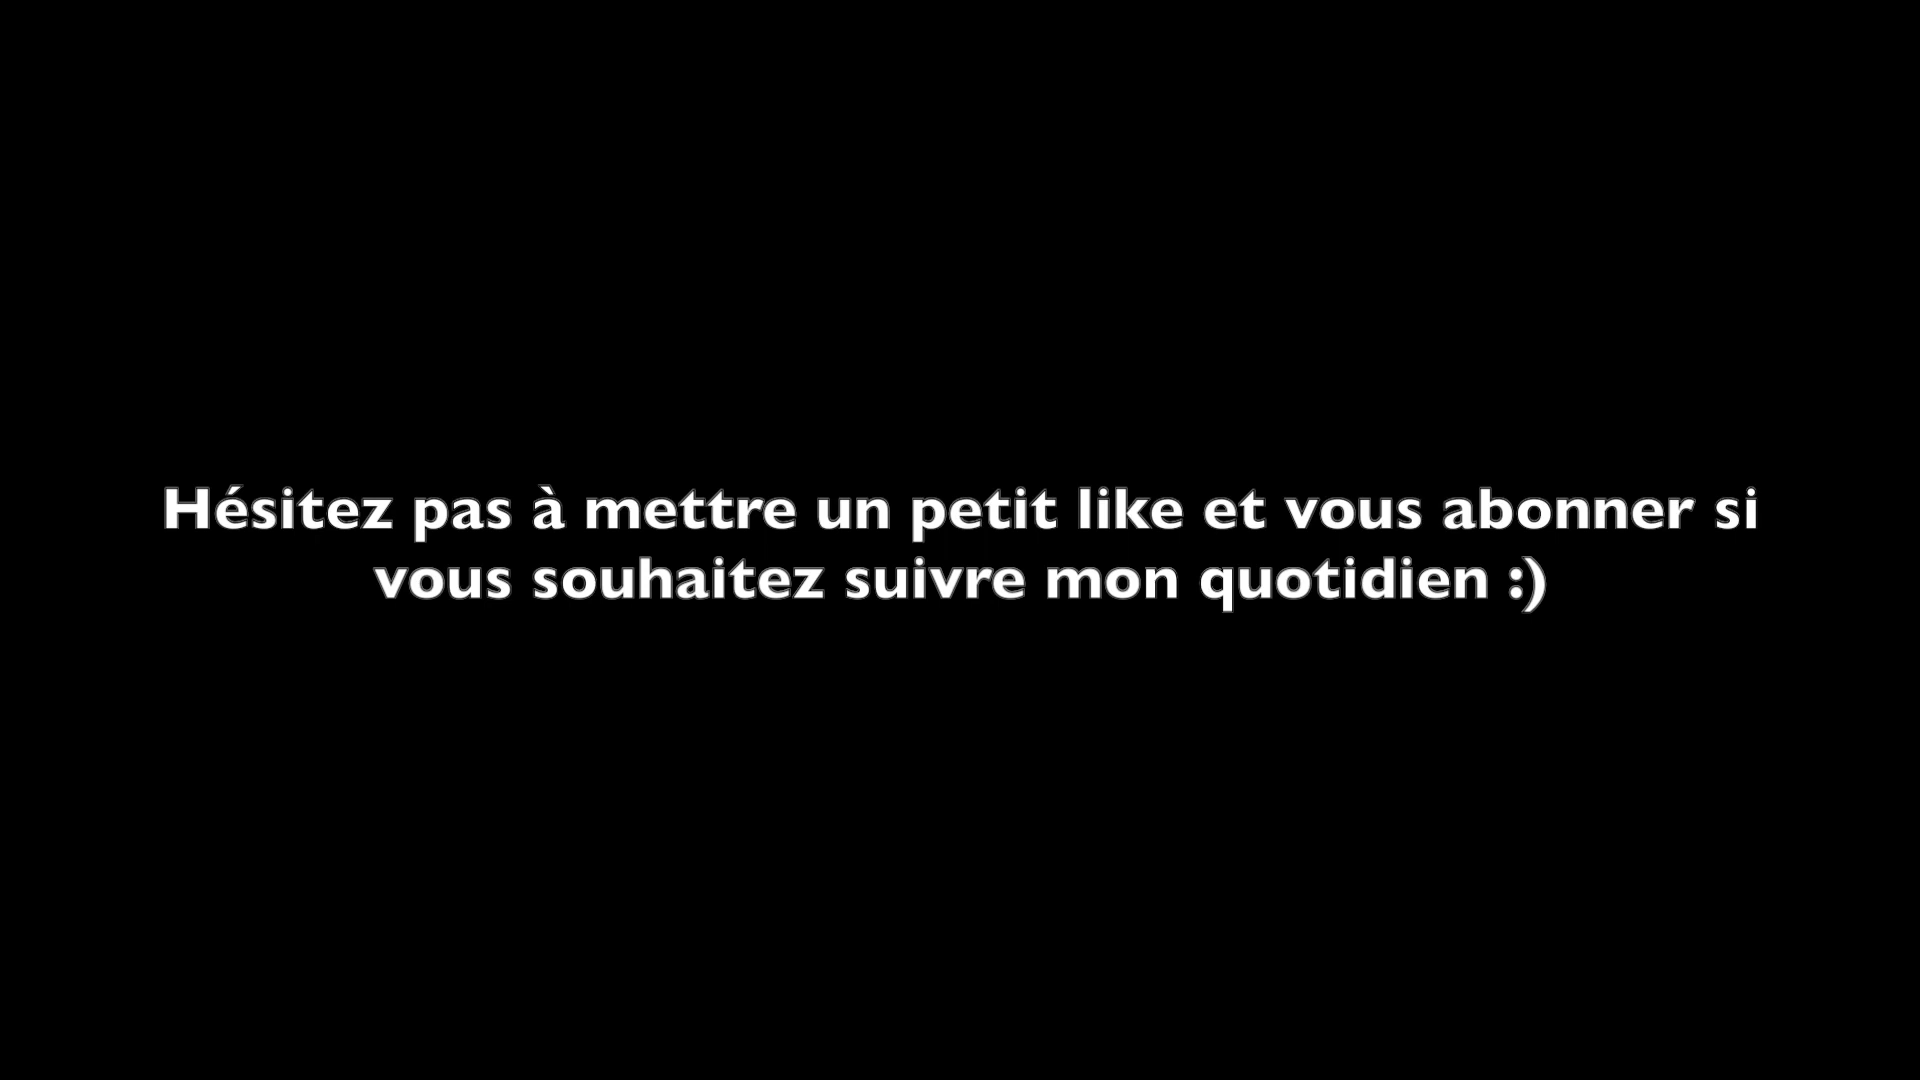 Hésitez pas à mettre un petit like et vous abonner si
vous souhaitez suivre mon quotidien :)